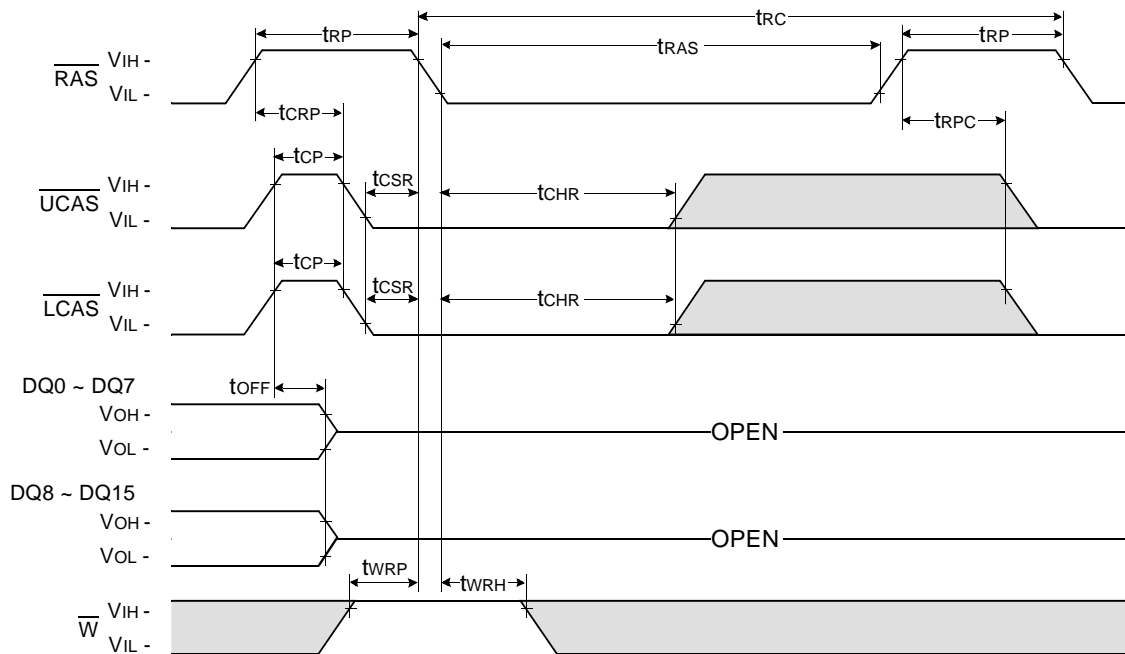 tRC
tRP
tRAS
tRP
RAS
VIH -
VIL -
tCRP
tRPC
tCP
tCSR
tCHR
UCAS
VIH -
VIL -
tCP
tCSR
tCHR
LCAS
VIH -
VIL -
DQ0 ~ DQ7
tOFF
VOH -
VOL -
OPEN
DQ8 ~ DQ15
VOH -
VOL -
OPEN
tWRP
tWRH
W
VIH -
VIL -